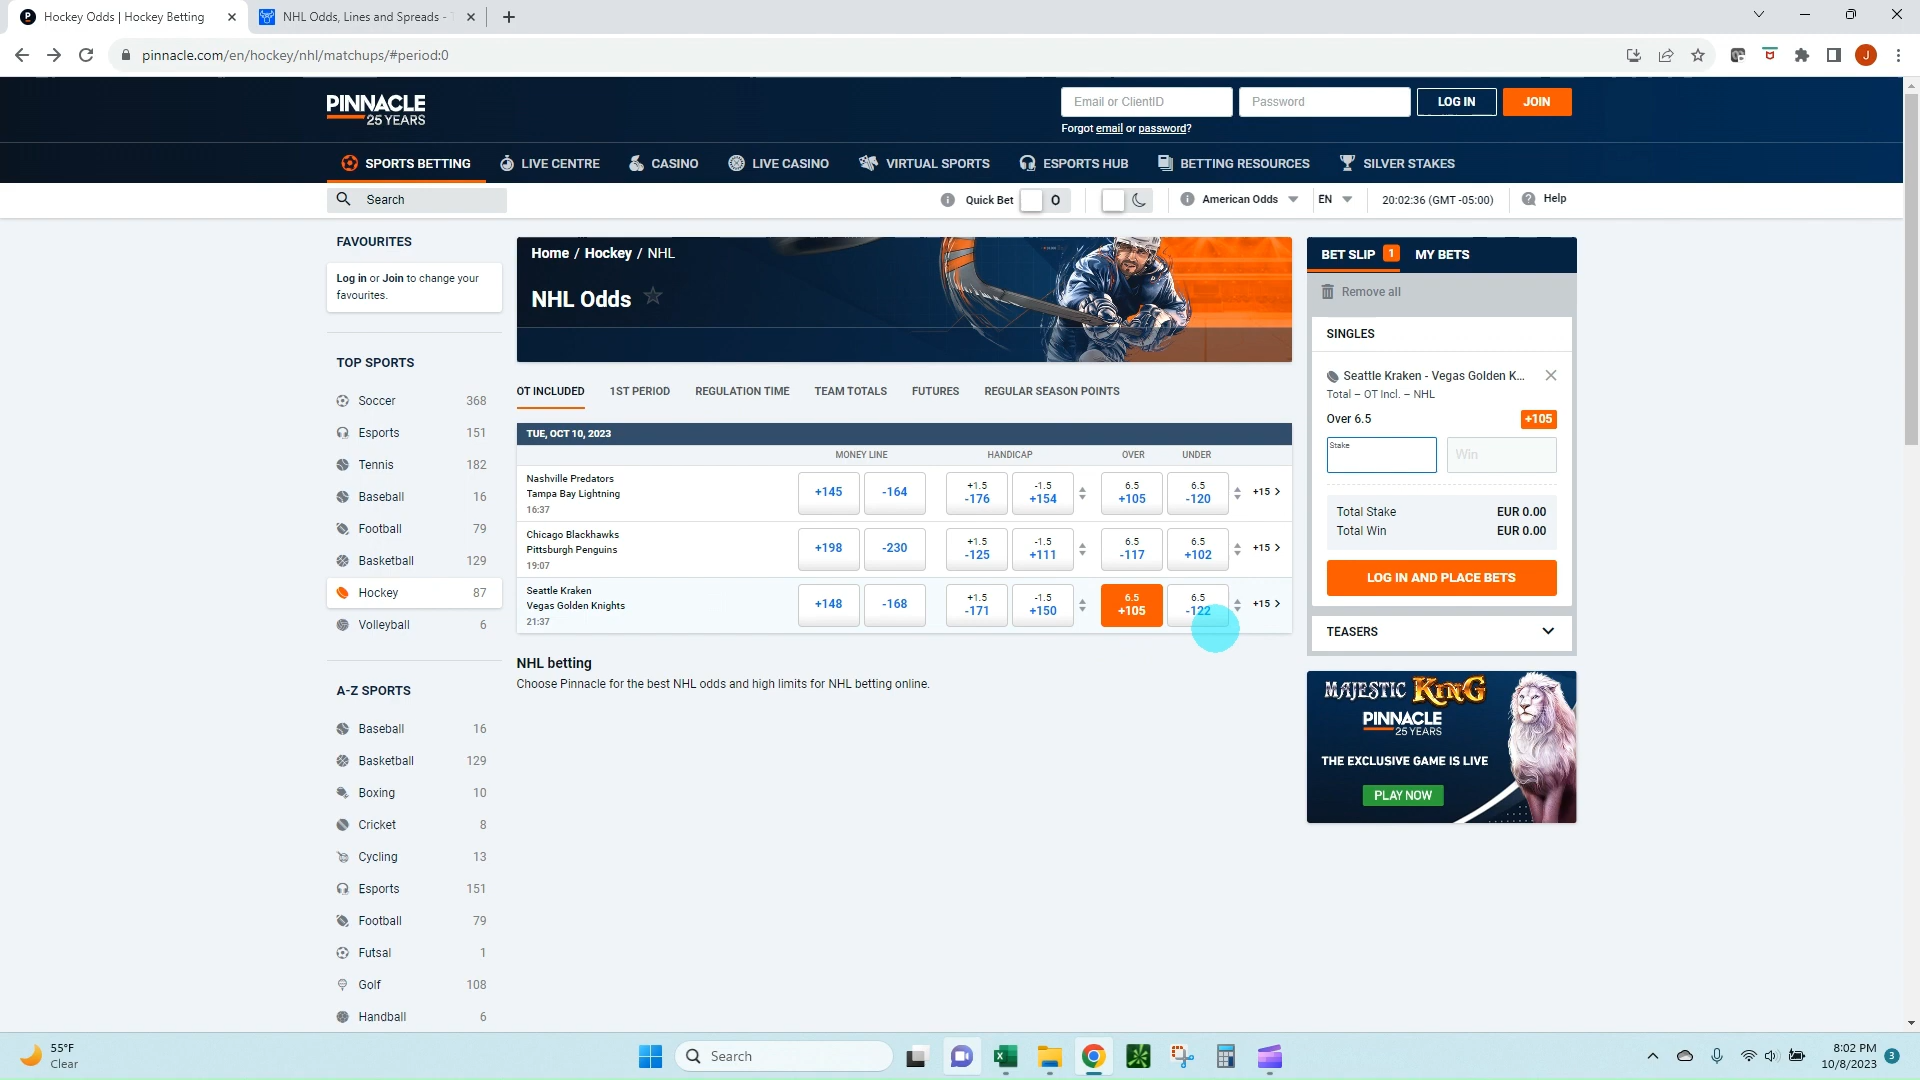 Hockey Odds | Hockey Betting
NHL Odds, Lines and Spreads - T
pinnacle.com/en/hockey/nhl/matchups/#period:0
J
PINNACLE
25 YEARS
Email or ClientID
Password
LOG IN
JOIN
Forgot email or password?
SPORTS BETTING
LIVE CENTRE
CASINO
LIVE CASINO
VIRTUAL SPORTS
ESPORTS HUB
BETTING RESOURCES
SILVER STAKES
Search
Quick Bet
O
American Odds
EN
20:02:36 (GMT -05:00)
Help
FAVOURITES
Log in or Join to change your
favourites.
TOP SPORTS
Soccer 368
Esports 151
Tennis 182
Baseball 16
Football 79
Basketball 129
Hockey 87
Volleyball 6
A-Z SPORTS
Baseball 16
Basketball 129
Boxing 10
Cricket 8
Cycling 13
Esports 151
Football 79
Futsal 1
Golf 108
Handball 6
Home / Hockey / NHL
NHL Odds
OT INCLUDED
1ST PERIOD
REGULATION TIME
TEAM TOTALS
FUTURES
REGULAR SEASON POINTS
TUE, OCT 10, 2023
MONEY LINE HANDICAP OVER UNDER
Nashville Predators
Tampa Bay Lightning
16:37
+145 -164
+1.5 -1.5 6.5 6.5
-176 +154 +105 -120
+15 >
Chicago Blackhawks
Pittsburgh Penguins
19:07
+198 -230
+1.5 -1.5 6.5 6.5
-125 +111 -117 +102
+15 >
Seattle Kraken
Vegas Golden Knights
21:37
+148 -168
+1.5 -1.5 6.5 6.5
-171 +150 +105 -122
+15 >
NHL betting
Choose Pinnacle for the best NHL odds and high limits for NHL betting online.
BET SLIP 1 MY BETS
Remove all
SINGLES
Seattle Kraken - Vegas Golden K...
Total – OT Incl. – NHL
Over 6.5 +105
Stake
Win
Total Stake EUR 0.00
Total Win EUR 0.00
LOG IN AND PLACE BETS
TEASERS
MAJESTIC KING
PINNACLE
25 YEARS
THE EXCLUSIVE GAME IS LIVE
PLAY NOW
55°F
Clear
Search
8:02 PM
10/8/2023
3